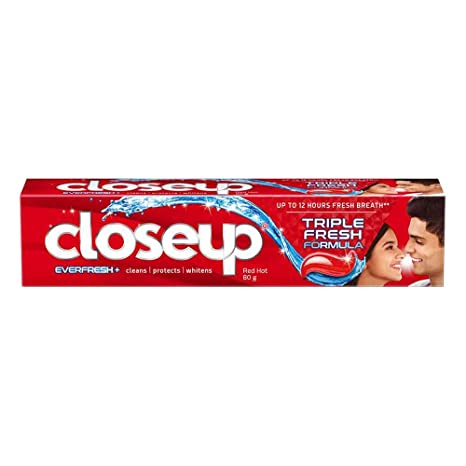 closeup
EVERFRESH+ cleans | protects | whitens
Red Hot
80 g
UP TO 12 HOURS FRESH BREATH**
TRIPLE
FRESH
FORMULA